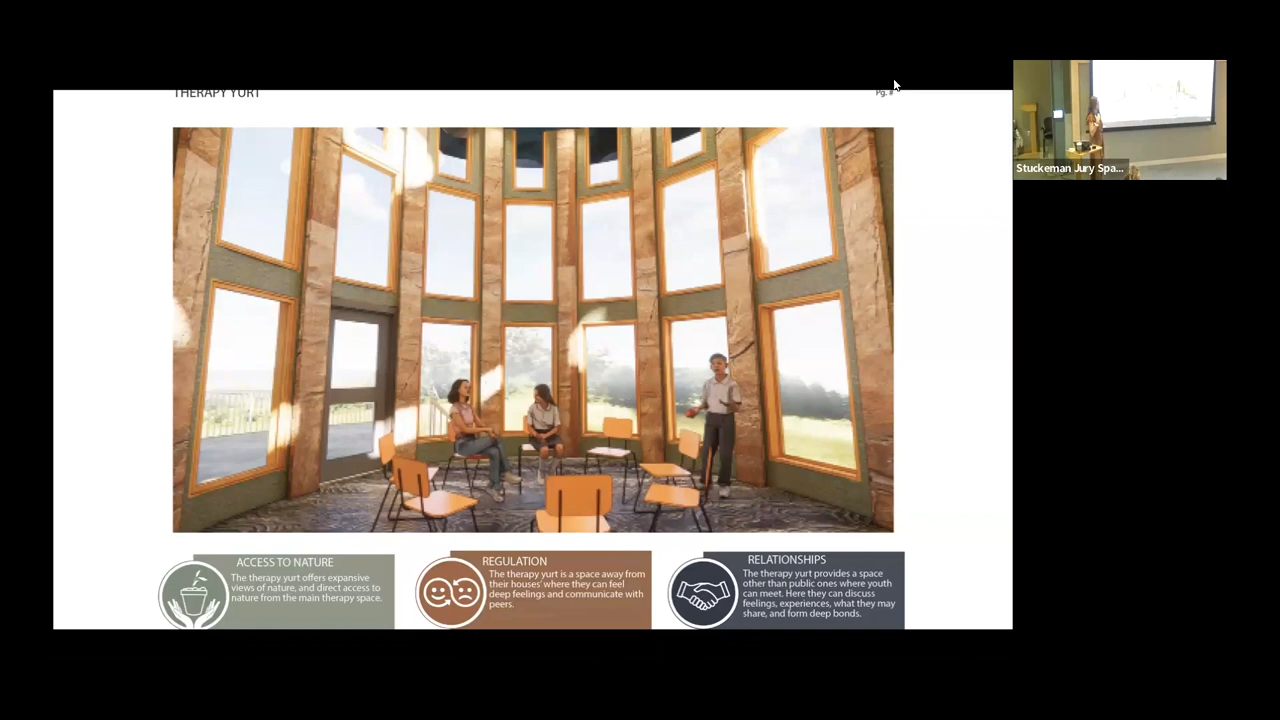 THERAPY YURT
Pg. #
Stuckeman Jury Spa...
ACCESS TO NATURE
The therapy yurt offers expansive
views of nature, and direct access to
nature from the main therapy space.
REGULATION
The therapy yurt is a space away from
their houses' where they can feel
deep feelings and communicate with
peers.
RELATIONSHIPS
The therapy yurt provides a space
other than public ones where youth
can meet. Here they can discuss
feelings, experiences, what they may
share, and form deep bonds.